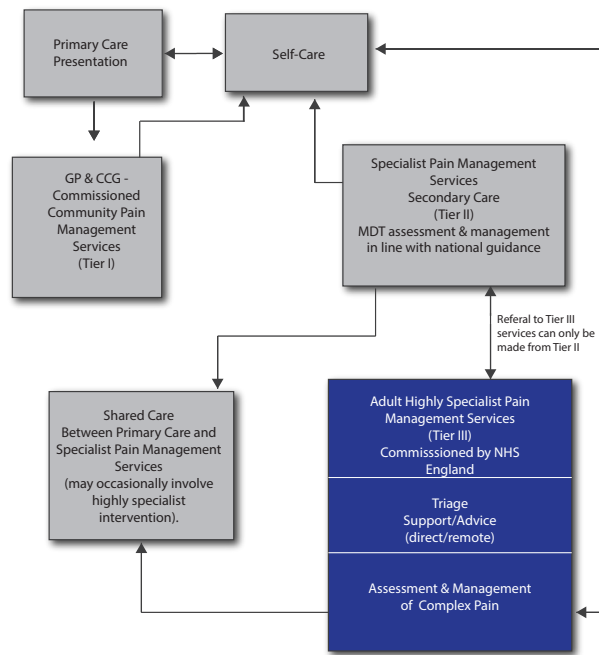 Primary Care
Presentation
Self-Care
GP & CCG -
Commissioned
Community Pain
Management
Services
(Tier I)
Specialist Pain Management
Services
Secondary Care
(Tier II)
MDT assessment & management
in line with national guidance
Referal to Tier III
services can only be
made from Tier II
Shared Care
Between Primary Care and
Specialist Pain Management
Services
(may occasionally involve
highly specialist
intervention).
Adult Highly Specialist Pain
Management Services
(Tier III)
Commisssioned by NHS
England
Triage
Support/Advice
(direct/remote)
Assessment & Management
of Complex Pain